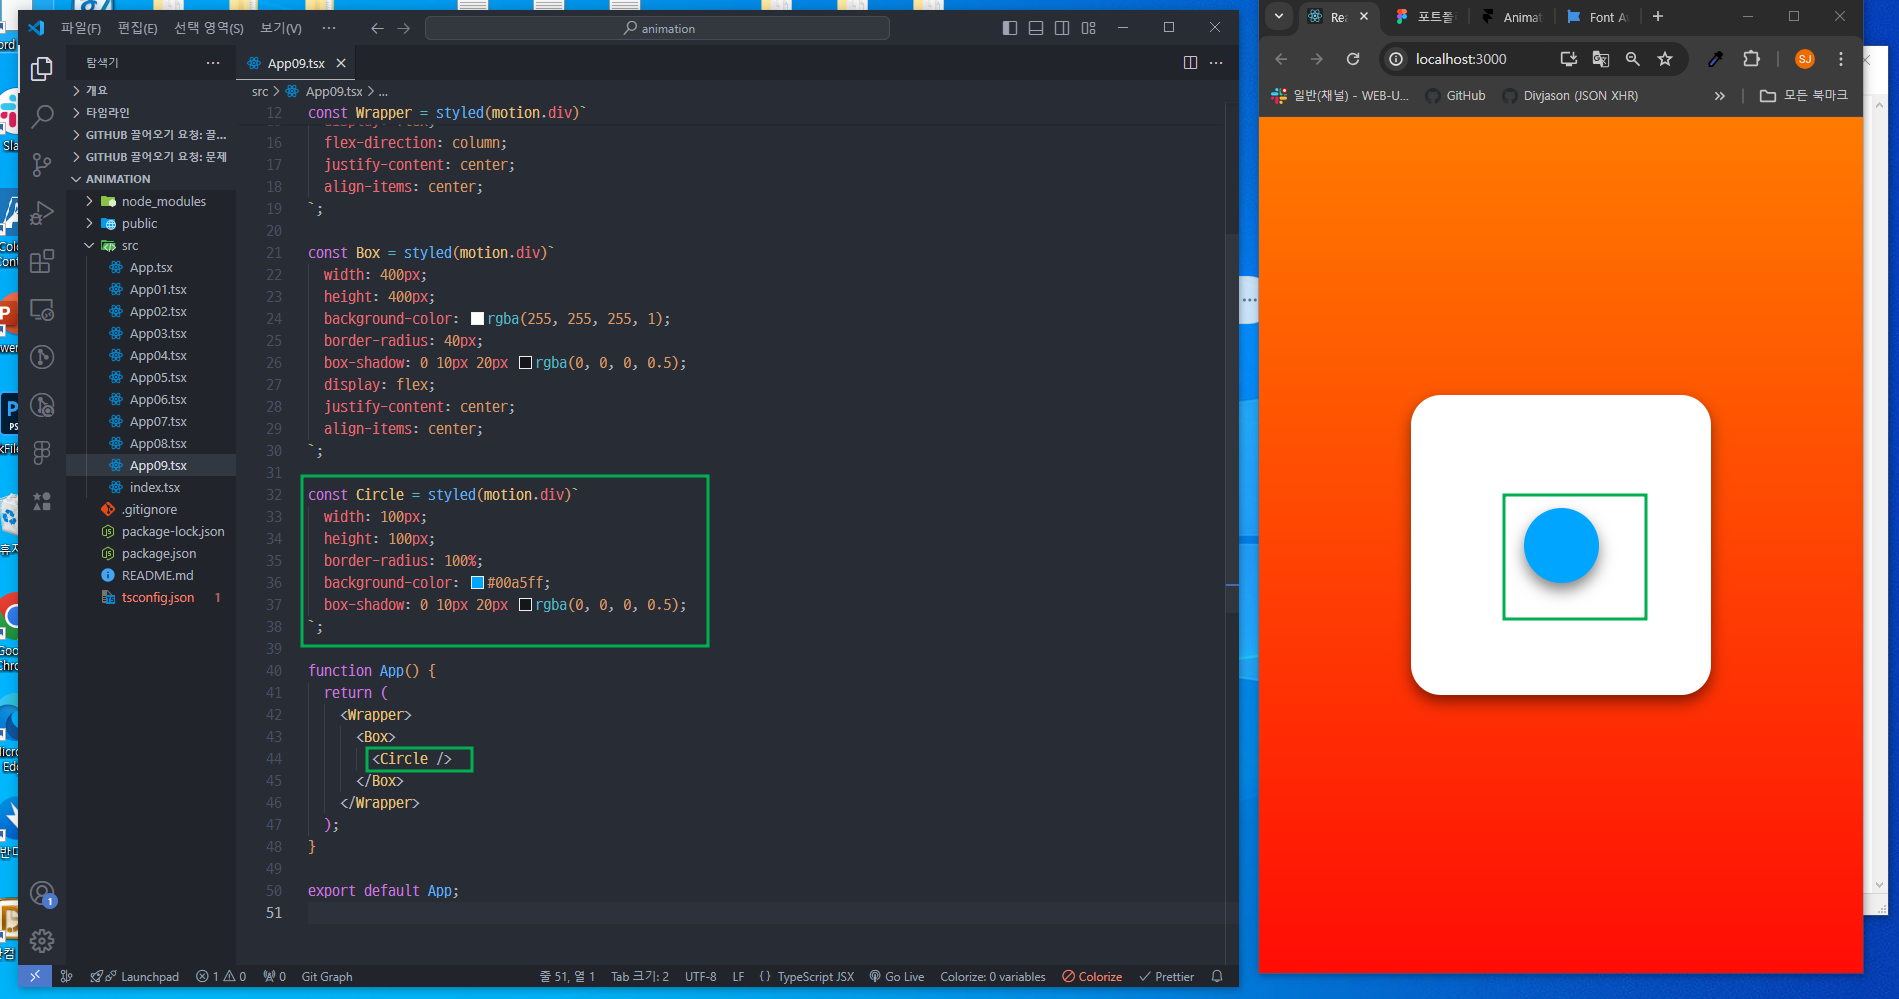 파일(F) 편집(E) 선택 영역(S) 보기(V) ··· animation
탐색기 ···
개요
타임라인
GITHUB 끌어오기 요청: 끌...
GITHUB 끌어오기 요청: 문제
ANIMATION
node_modules
public
src
App.tsx
App01.tsx
App02.tsx
App03.tsx
App04.tsx
App05.tsx
App06.tsx
App07.tsx
App08.tsx
App09.tsx
index.tsx
.gitignore
package-lock.json
package.json
README.md
tsconfig.json 1
App09.tsx
src > App09.tsx > ...
12 const Wrapper = styled(motion.div)`
16 flex-direction: column;
17 justify-content: center;
18 align-items: center;
19 `;
20
21 const Box = styled(motion.div)`
22 width: 400px;
23 height: 400px;
24 background-color: rgba(255, 255, 255, 1);
25 border-radius: 40px;
26 box-shadow: 0 10px 20px rgba(0, 0, 0, 0.5);
27 display: flex;
28 justify-content: center;
29 align-items: center;
30 `;
31
32 const Circle = styled(motion.div)`
33 width: 100px;
34 height: 100px;
35 border-radius: 100%;
36 background-color: #00a5ff;
37 box-shadow: 0 10px 20px rgba(0, 0, 0, 0.5);
38 `;
39
40 function App() {
41 return (
42 <Wrapper>
43 <Box>
44 <Circle />
45 </Box>
46 </Wrapper>
47 );
48 }
49
50 export default App;
51
1
Launchpad 1 0 0 Git Graph 줄 51, 열 1 Tab 크기: 2 UTF-8 LF {} TypeScript JSX Go Live Colorize: 0 variables Colorize Prettier
Rea 포트폴 Animat Font A
localhost:3000 SJ
일반(채널) - WEB-U... GitHub Divjason (JSON XHR) » 모든 북마크